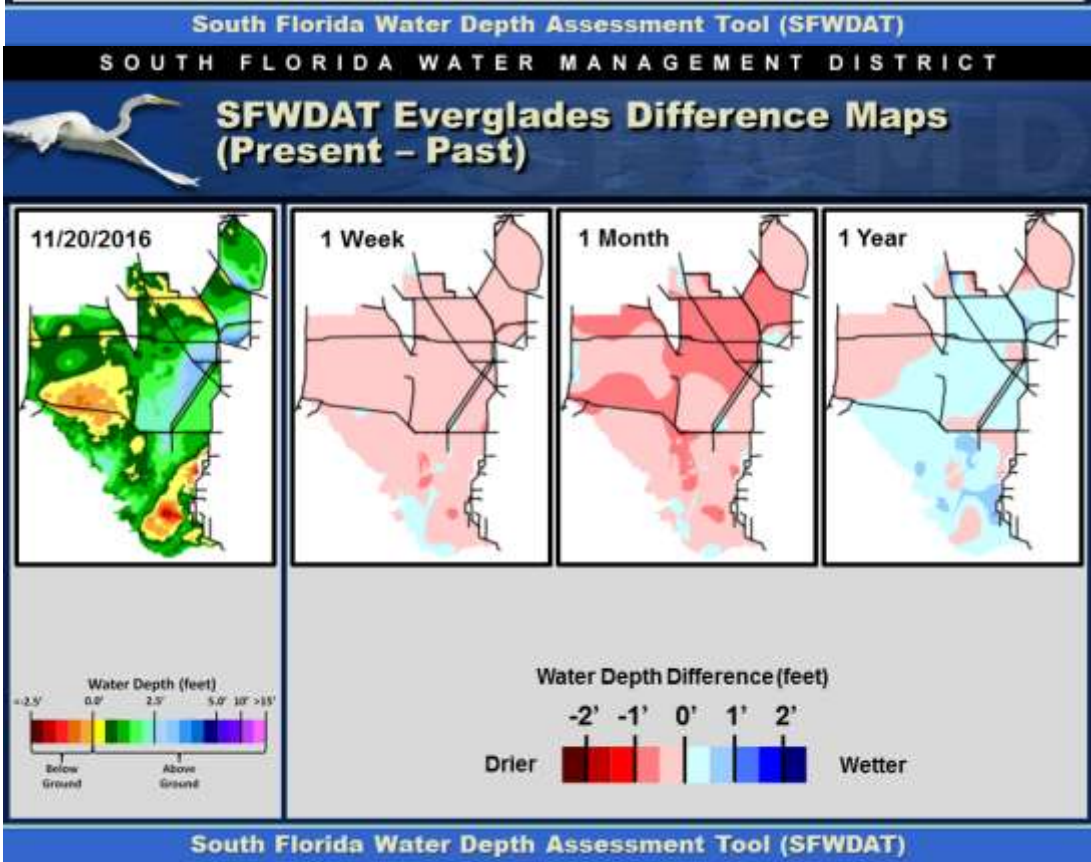 South Florida Water Depth Assessment Tool (SFWDAT)
SOUTH FLORIDA WATER MANAGEMENT DISTRICT
SFWDAT Everglades Difference Maps
(Present – Past)
11/20/2016
1 Week
1 Month
1 Year
Water Depth (feet)
<-2.5' 0.0' 2.5' 5.0' 10' >15'
Below
Ground
Above
Ground
Water Depth Difference (feet)
-2' -1' 0' 1' 2'
Drier
Wetter
South Florida Water Depth Assessment Tool (SFWDAT)